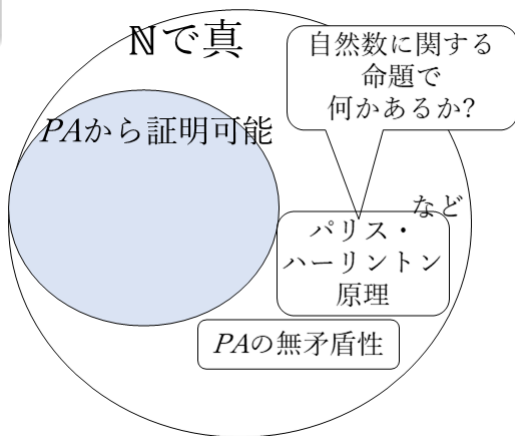 ℕで真
PAから証明可能
自然数に関する
命題で
何かあるか?
など
パリス・
ハーリントン
原理
PAの無矛盾性